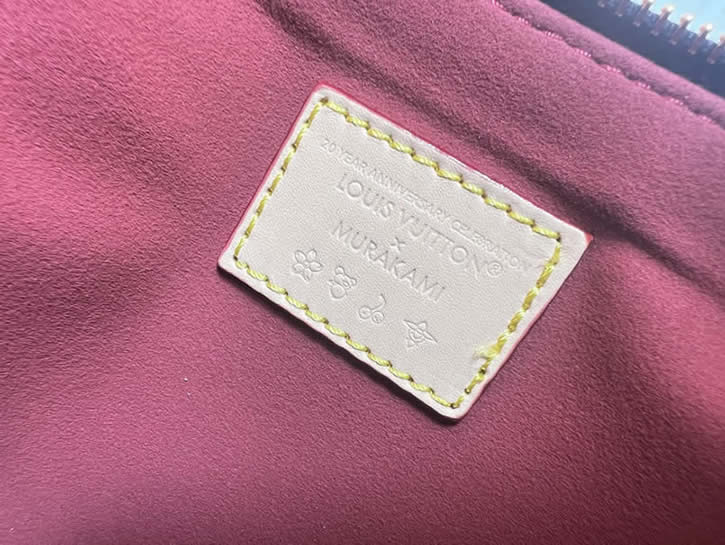 20 YEAR ANNIVERSARY CELEBRATION
LOUIS VUITTON®
×
MURAKAMI